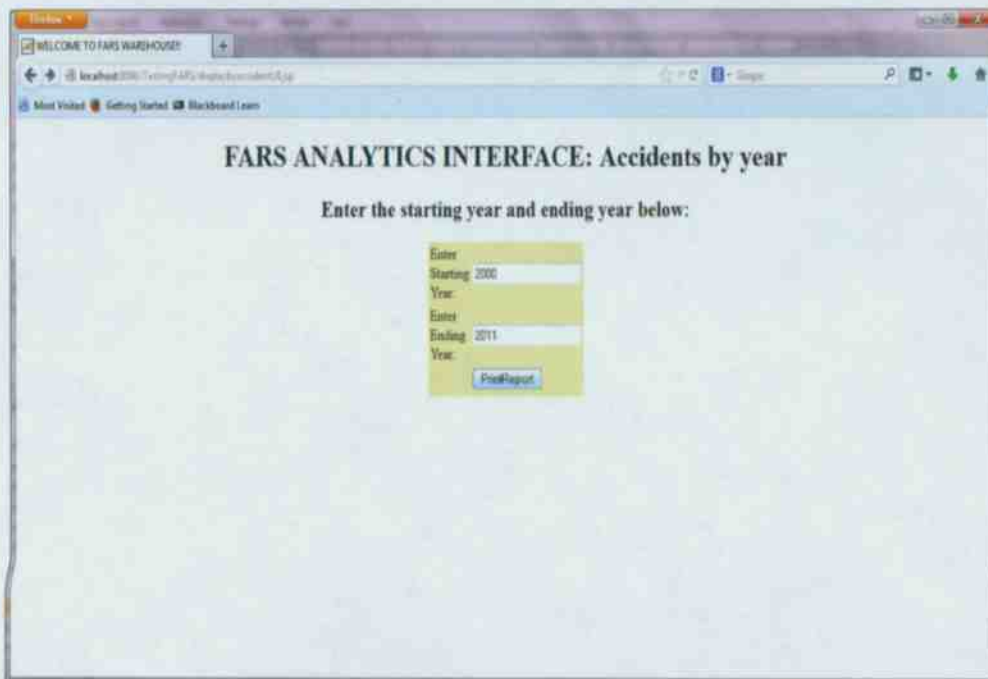 Firefox
WELCOME TO FARS WAREHOUSE!!
+
localhost
Google
Most Visited Getting Started Blackboard Learn
FARS ANALYTICS INTERFACE: Accidents by year
Enter the starting year and ending year below:
Enter
Starting 2000
Year:
Enter
Ending 2011
Year:
PrintReport